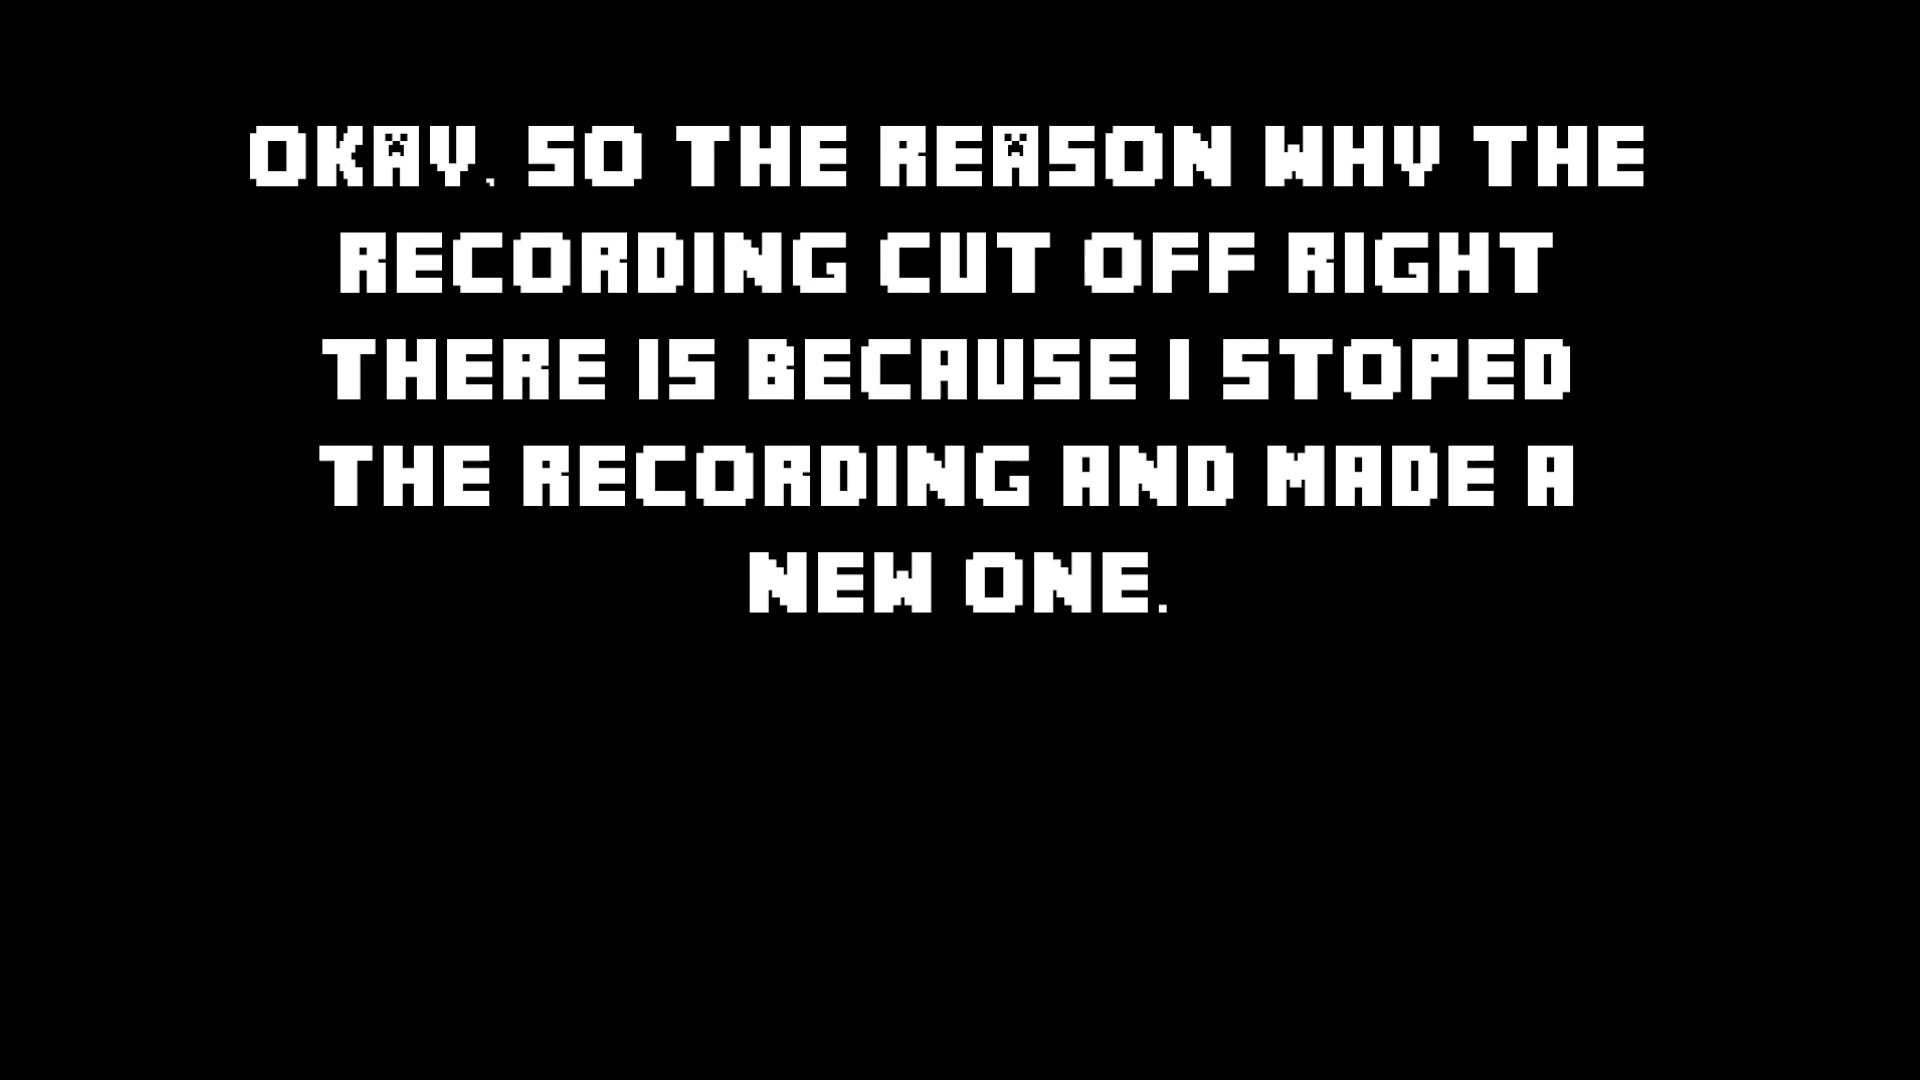 OKAY, SO THE REASON WHY THE
RECORDING CUT OFF RIGHT
THERE IS BECAUSE I STOPED
THE RECORDING AND MADE A
NEW ONE.